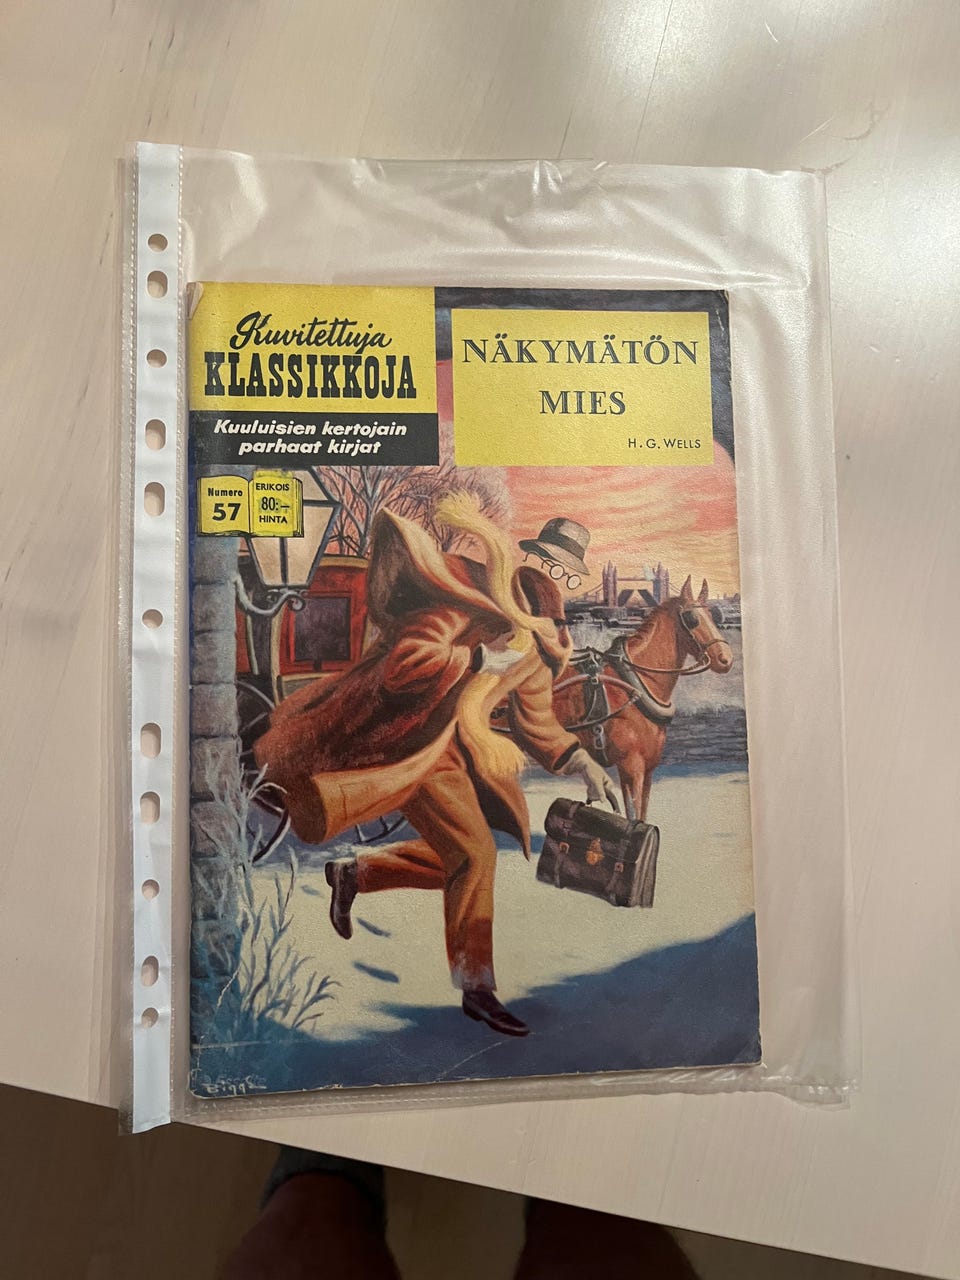 Kuvitettuja
KLASSIKKOJA
Kuuluisien kertojain
parhaat kirjat
Numero
57
ERIKOIS
80:-
HINTA
NÄKYMÄTÖN
MIES
H. G. WELLS